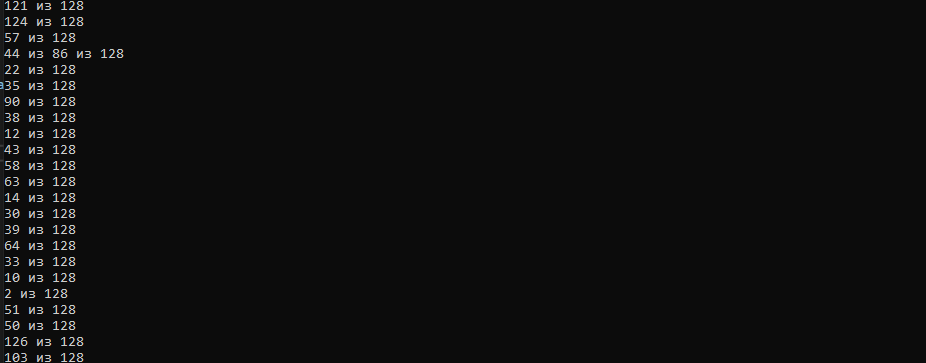 121 из 128
124 из 128
57 из 128
44 из 86 из 128
22 из 128
35 из 128
90 из 128
38 из 128
12 из 128
43 из 128
58 из 128
63 из 128
14 из 128
30 из 128
39 из 128
64 из 128
33 из 128
10 из 128
2 из 128
51 из 128
50 из 128
126 из 128
103 из 128